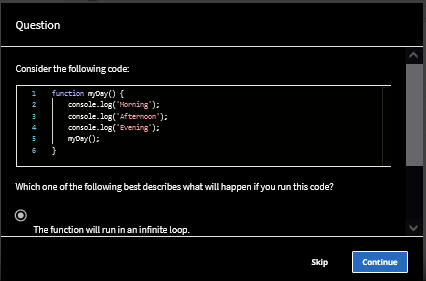 Question
Consider the following code:
1 function myDay() {
2 console.log('Morning');
3 console.log('Afternoon');
4 console.log('Evening');
5 myDay();
6 }
Which one of the following best describes what will happen if you run this code?
The function will run in an infinite loop.
Skip Continue